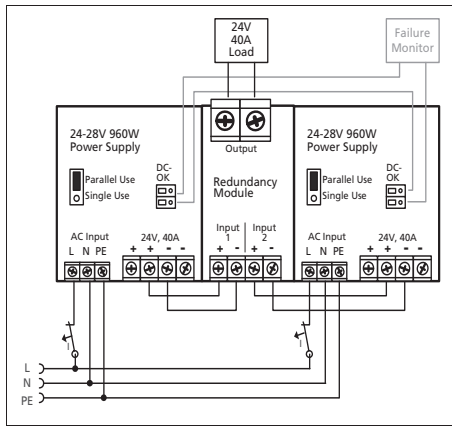 24V
40A
Load
Failure
Monitor
24-28V 960W
Power Supply
DC-
OK
Parallel Use
Single Use
AC Input
L N PE
24V, 40A
+ + - -
Output
Redundancy
Module
Input
1
Input
2
+ - + -
24-28V 960W
Power Supply
DC-
OK
Parallel Use
Single Use
AC Input
L N PE
24V, 40A
+ + - -
I
I
L
N
PE